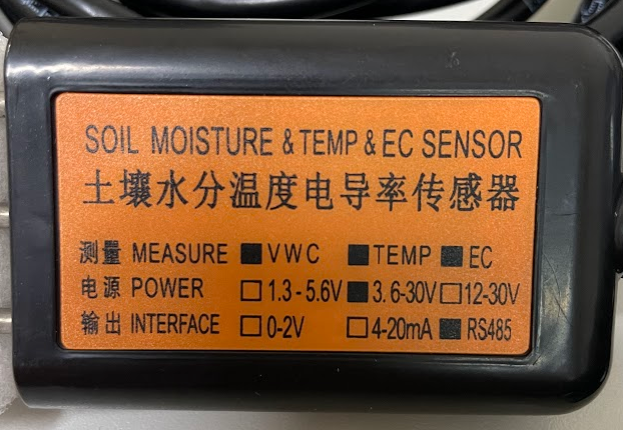 SOIL MOISTURE & TEMP & EC SENSOR
土壤水分温度电导率传感器
测量 MEASURE ■VWC ■TEMP ■EC
电源 POWER □1.3-5.6V ■3.6-30V □12-30V
输出 INTERFACE □0-2V □4-20mA ■RS485